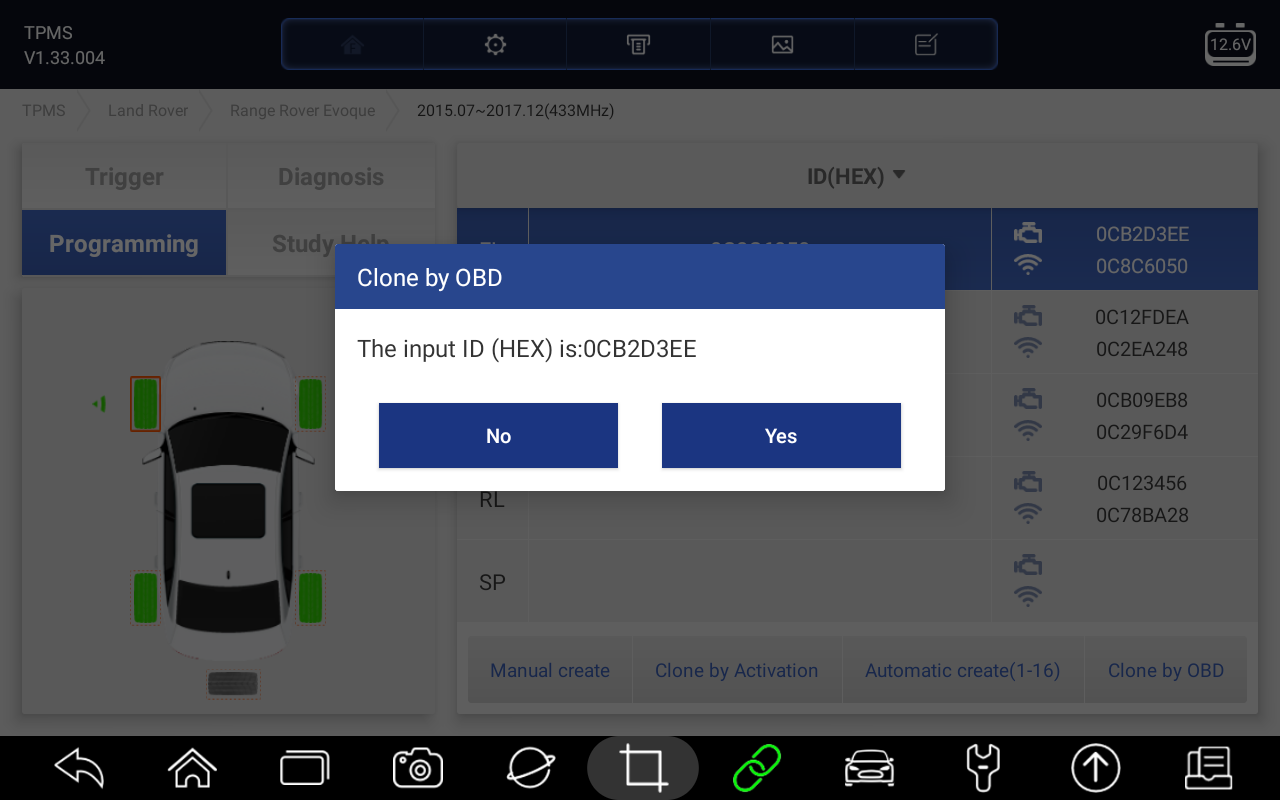 TPMS
V1.33.004
12.6V
TPMS
Land Rover
Range Rover Evoque
2015.07~2017.12(433MHz)
Trigger
Diagnosis
Programming
Study Help
ID(HEX)
0CB2D3EE
0C8C6050
0C12FDEA
0C2EA248
0CB09EB8
0C29F6D4
RL
0C123456
0C78BA28
SP
Clone by OBD
The input ID (HEX) is:0CB2D3EE
No
Yes
Manual create
Clone by Activation
Automatic create(1-16)
Clone by OBD